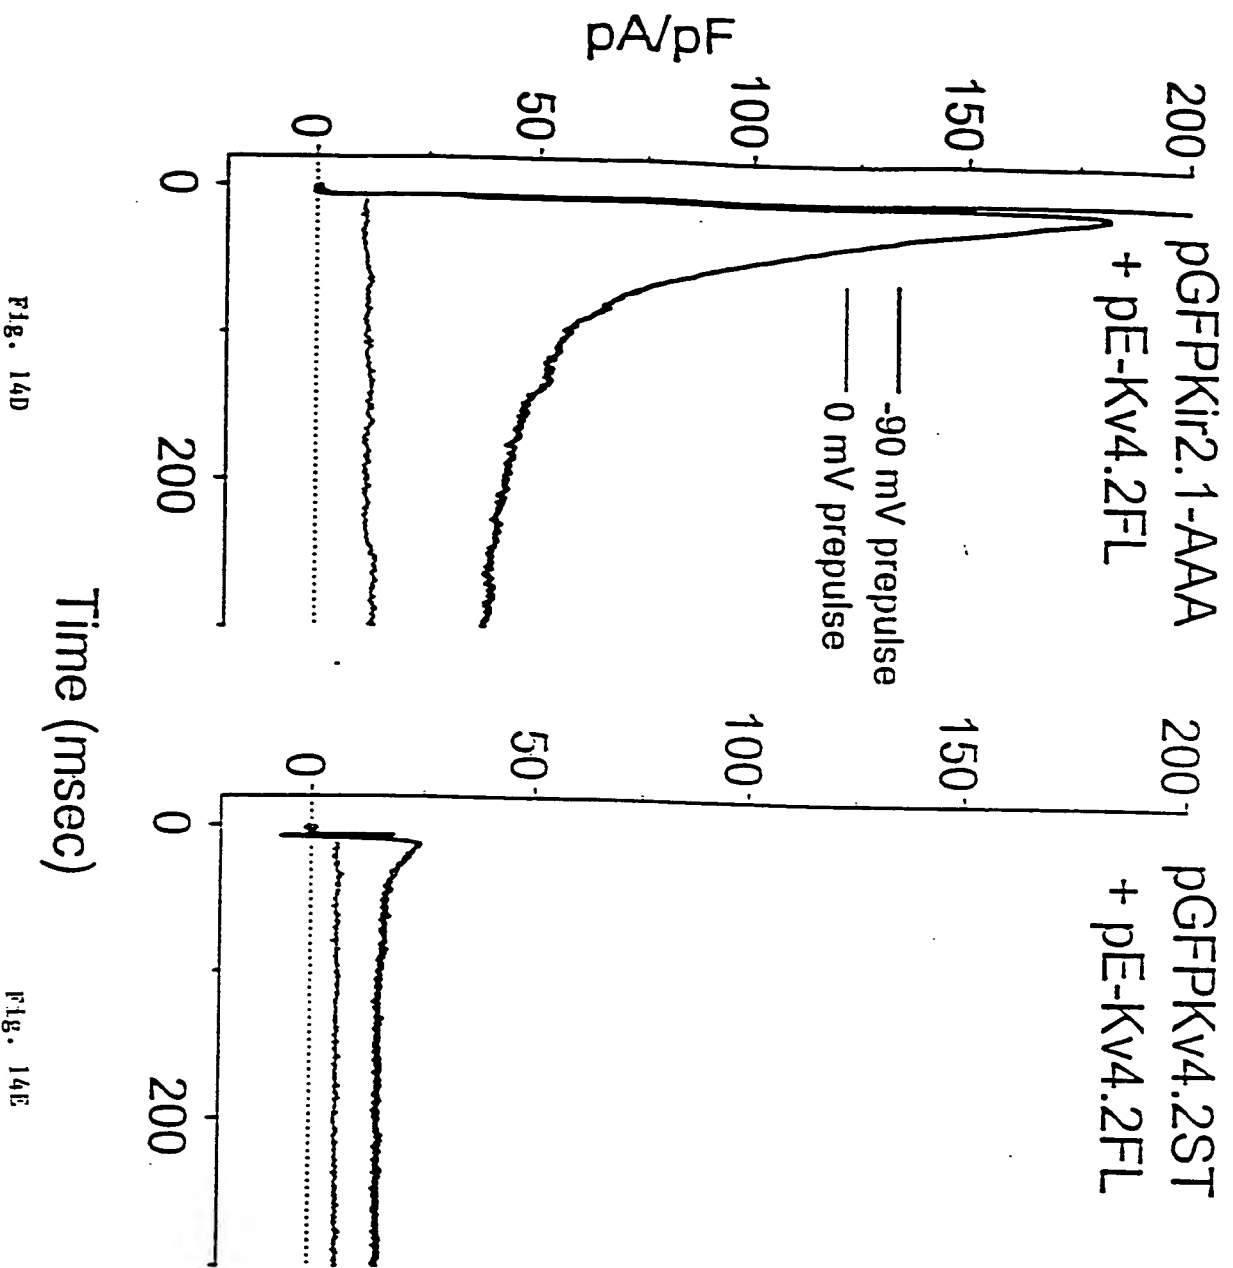 pGFPKir2.1-AAA
+ pE-Kv4.2FL
200
150
100
50
0
pA/pF
-90 mV prepulse
0 mV prepulse
0
200
pGFPKv4.2ST
+ pE-Kv4.2FL
200
150
100
50
0
0
200
Time (msec)
Fig. 14D
Fig. 14E